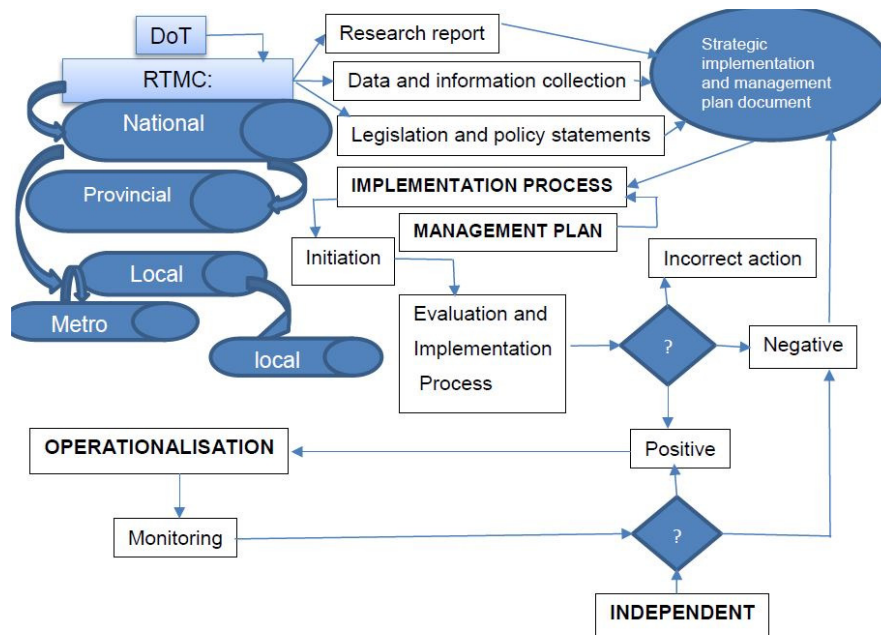 DoT
RTMC:
National
Provincial
Local
Metro
local
Research report
Data and information collection
Legislation and policy statements
Strategic
implementation
and management
plan document
IMPLEMENTATION PROCESS
MANAGEMENT PLAN
Initiation
Evaluation and
Implementation
Process
Incorrect action
?
Negative
Positive
OPERATIONALISATION
Monitoring
?
INDEPENDENT